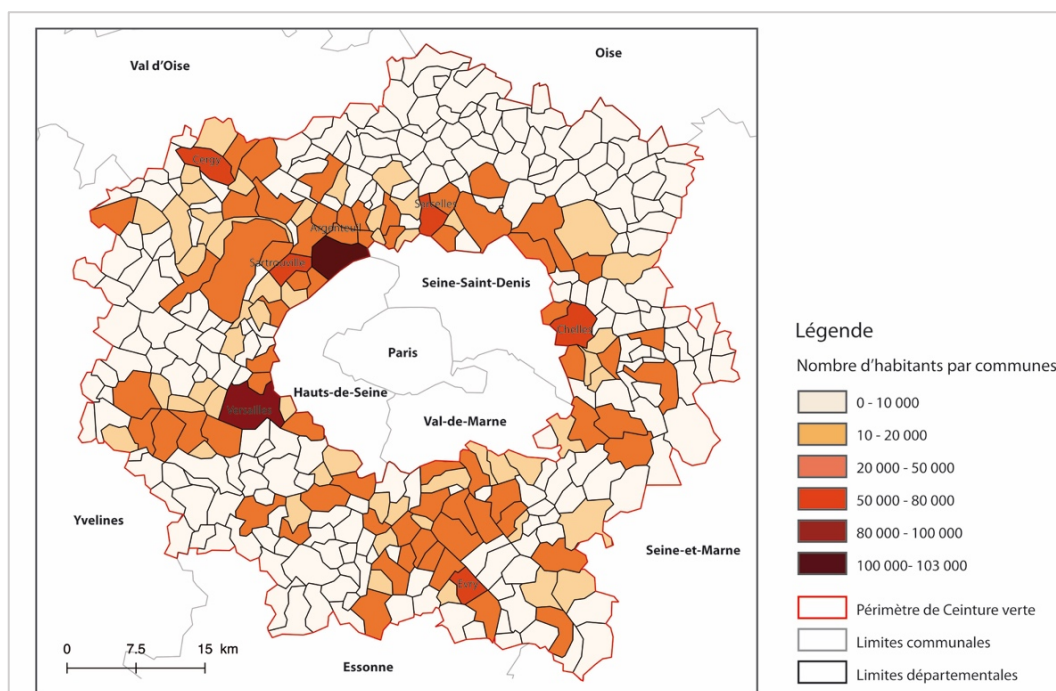 Val d'Oise
Oise
Cergy
Sarcelles
Argenteuil
Sartrouville
Seine-Saint-Denis
Chelles
Paris
Hauts-de-Seine
Versailles
Val-de-Marne
Yvelines
Seine-et-Marne
Evry
0 7.5 15 km
Essonne
Légende
Nombre d'habitants par communes
0 - 10 000
10 - 20 000
20 000 - 50 000
50 000 - 80 000
80 000 - 100 000
100 000- 103 000
Périmètre de Ceinture verte
Limites communales
Limites départementales